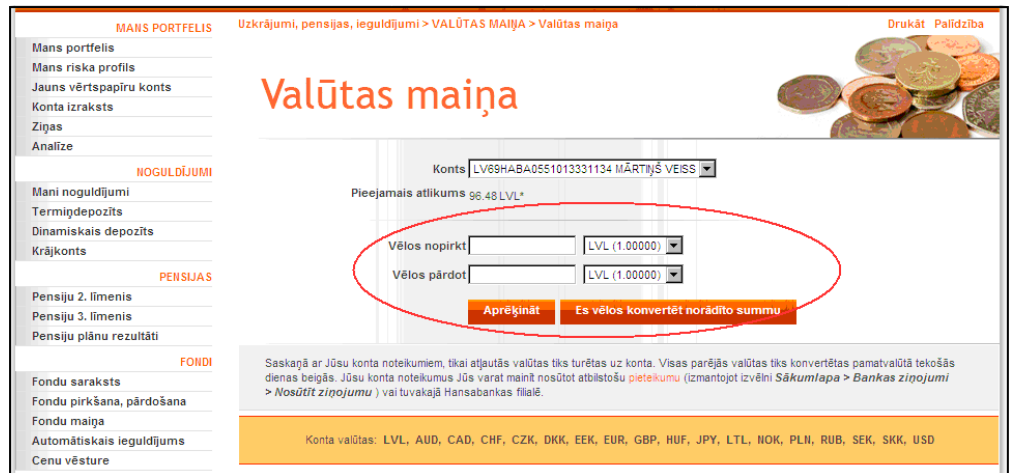 MANS PORTFELIS
Mans portfelis
Mans riska profils
Jauns vērtspapīru konts
Konta izraksts
Ziņas
Analīze
NOGULDĪJUMI
Mani noguldījumi
Termiņdepozīts
Dinamiskais depozīts
Krājkonts
PENSIJAS
Pensiju 2. līmenis
Pensiju 3. līmenis
Pensiju plānu rezultāti
FONDI
Fondu saraksts
Fondu pirkšana, pārdošana
Fondu maiņa
Automātiskais ieguldījums
Cenu vēsture
Uzkrājumi, pensijas, ieguldījumi > VALŪTAS MAIŅA > Valūtas maiņa
Drukāt Palīdzība
Valūtas maiņa
Konts LV69HABA0551013331134 MĀRTIŅŠ VEISS
Pieejamais atlikums 96.48 LVL*
Vēlos nopirkt LVL (1.00000)
Vēlos pārdot LVL (1.00000)
Aprēķināt Es vēlos konvertēt norādīto summu
Saskaņā ar Jūsu konta noteikumiem, tikai atļautās valūtas tiks turētas uz konta. Visas parējās valūtas tiks konvertētas pamatvalūtā tekošās
dienas beigās. Jūsu konta noteikumus Jūs varat mainīt nosūtot atbilstošu pieteikumu (izmantojot izvēlni Sākumlapa > Bankas ziņojumi
> Nosūtīt ziņojumu ) vai tuvakajā Hansabankas filiālē.
Konta valūtas: LVL, AUD, CAD, CHF, CZK, DKK, EEK, EUR, GBP, HUF, JPY, LTL, NOK, PLN, RUB, SEK, SKK, USD